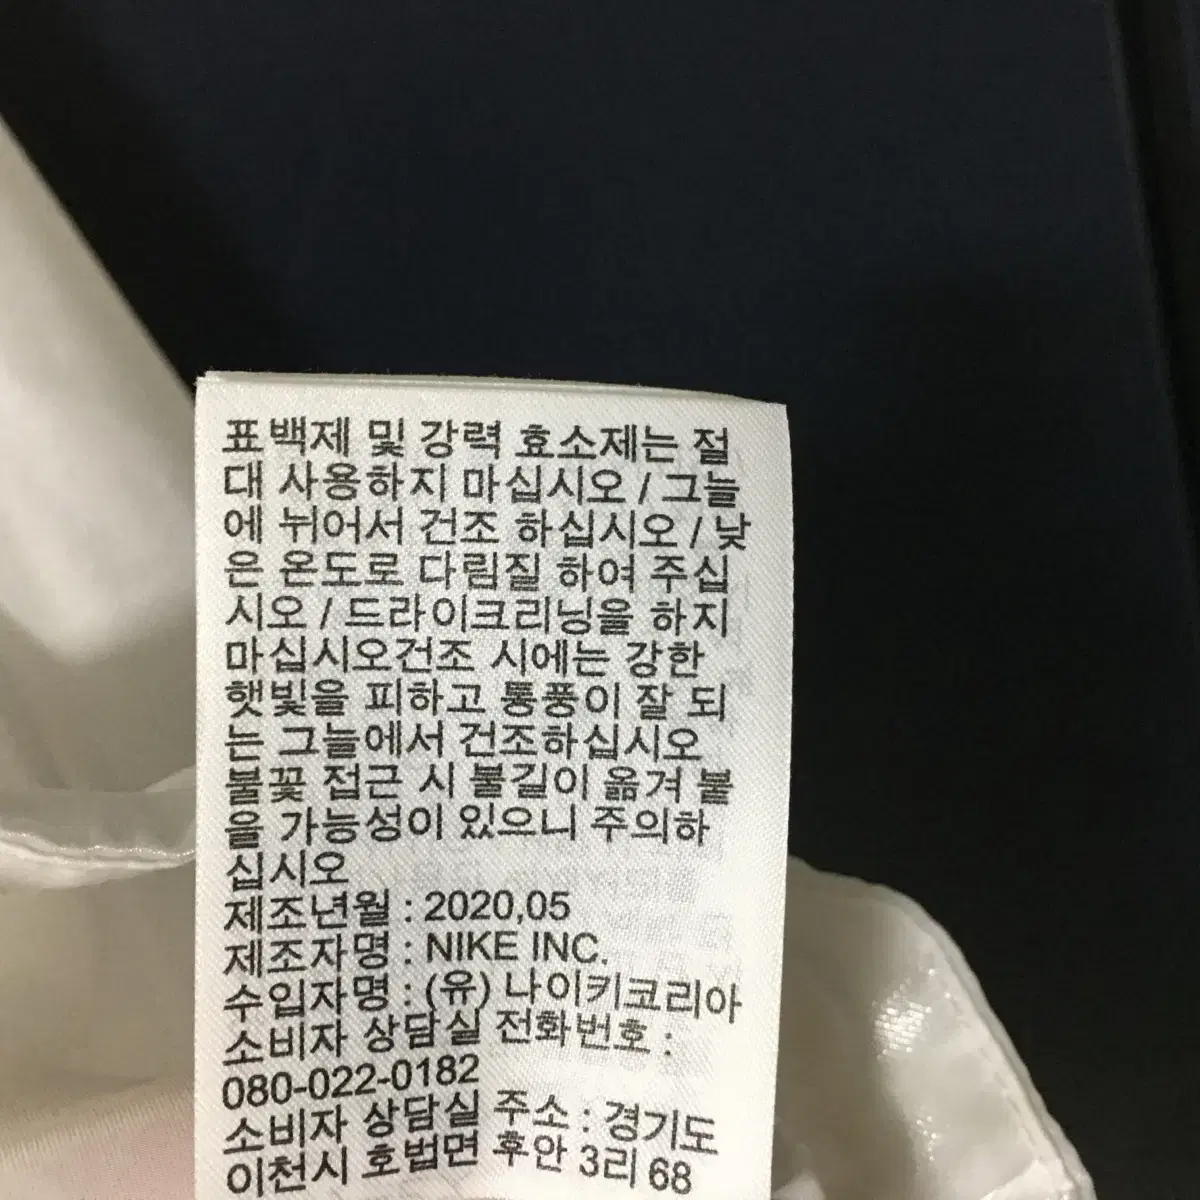 표백제 및 강력 효소제는 절
대 사용하지 마십시오 / 그늘
에 뉘어서 건조 하십시오 / 낮
은 온도로 다림질 하여 주십
시오 / 드라이크리닝을 하지
마십시오건조 시에는 강한
햇빛을 피하고 통풍이 잘 되
는 그늘에서 건조하십시오
불꽃 접근 시 불길이 옮겨 붙
을 가능성이 있으니 주의하
십시오
제조년월 : 2020,05
제조자명 : NIKE INC.
수입자명 : (유) 나이키코리아
소비자 상담실 전화번호 :
080-022-0182
소비자 상담실 주소 : 경기도
이천시 호법면 후안 3리 68